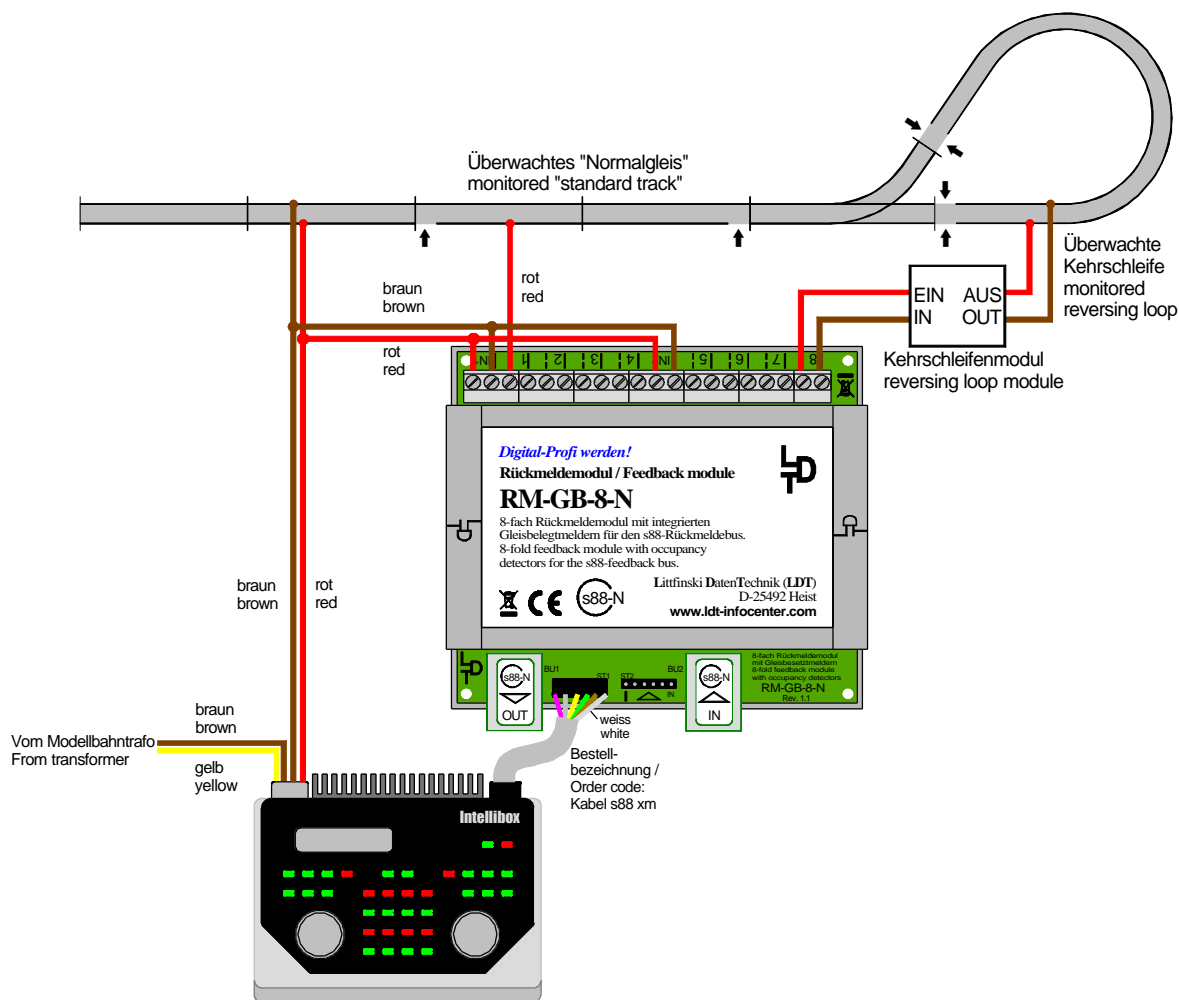 Überwachtes "Normalgleis"
monitored "standard track"
Überwachte
Kehrschleife
monitored
reversing loop
rot
red
braun
brown
EIN AUS
IN OUT
rot
red
Kehrschleifenmodul
reversing loop module
IN 1 2 3 4 IN 5 6 7 8
Digital-Profi werden!
Rückmeldemodul / Feedback module
RM-GB-8-N
8-fach Rückmeldemodul mit integrierten
Gleisbelegtmeldern für den s88-Rückmeldebus.
8-fold feedback module with occupancy
detectors for the s88-feedback bus.
Littfinski DatenTechnik (LDT)
D-25492 Heist
www.ldt-infocenter.com
CE
s88-N
LDT
braun
brown
rot
red
LDT
s88-N
OUT
BU1
ST1
ST2
BU2
IN
s88-N
IN
8-fach Rückmeldemodul
mit Gleisbesetztmeldern
8-fold feedback module
with occupancy detectors
RM-GB-8-N
Rev. 1.1
weiss
white
braun
brown
Vom Modellbahntrafo
From transformer
gelb
yellow
Bestell-
bezeichnung /
Order code:
Kabel s88 xm
Intellibox